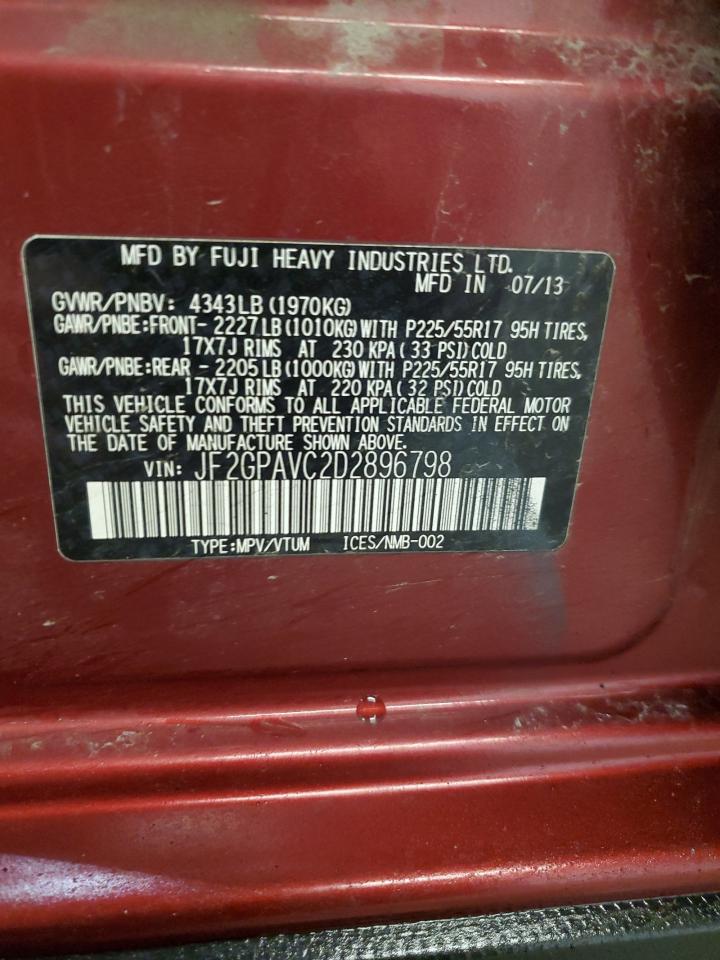 MFD BY FUJI HEAVY INDUSTRIES LTD.
MFD IN 07/13
GVWR/PNBV: 4343LB (1970KG)
GAWR/PNBE:FRONT- 2227LB (1010KG) WITH P225/55R17 95H TIRES,
17X7J RIMS AT 230 KPA ( 33 PSI) COLD
GAWR/PNBE:REAR - 2205LB (1000KG) WITH P225/55R17 95H TIRES,
17X7J RIMS AT 220 KPA ( 32 PSI) COLD
THIS VEHICLE CONFORMS TO ALL APPLICABLE FEDERAL MOTOR
VEHICLE SAFETY AND THEFT PREVENTION STANDARDS IN EFFECT ON
THE DATE OF MANUFACTURE SHOWN ABOVE.
VIN: JF2GPAVC2D2896798
TYPE:MPV/VTUM ICES/NMB-002